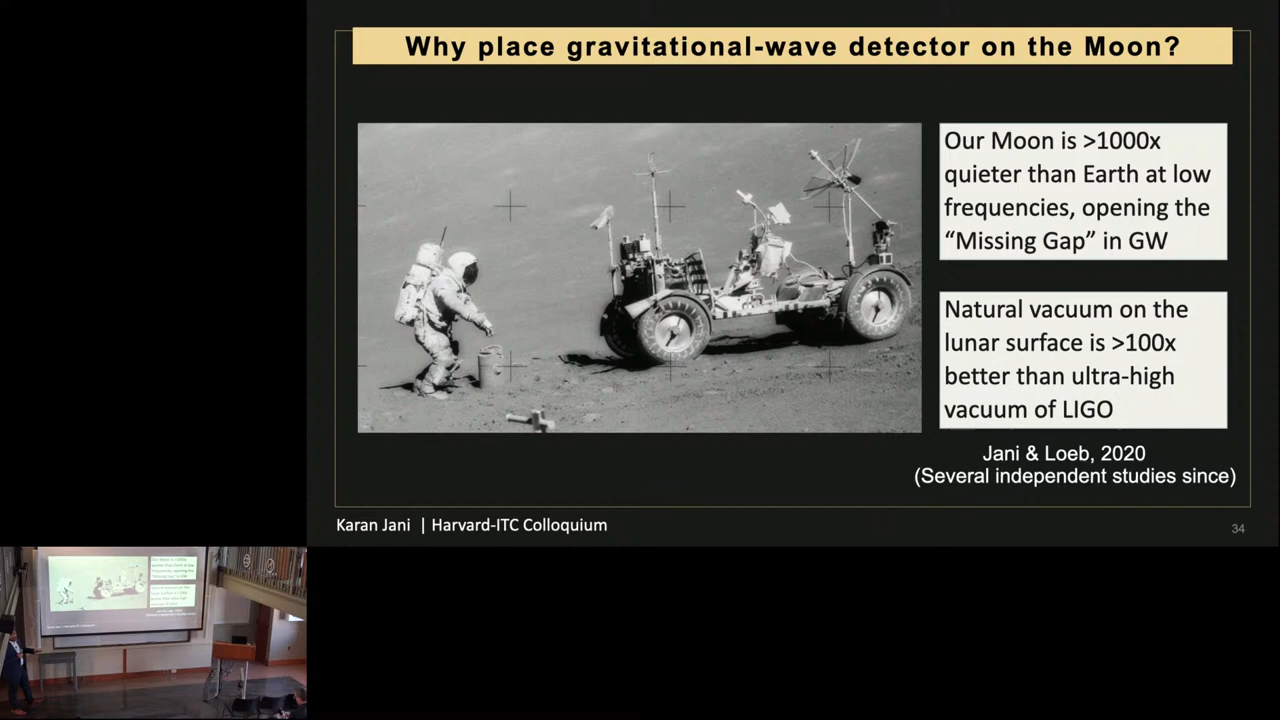 Why place gravitational-wave detector on the Moon?
Our Moon is >1000x
quieter than Earth at low
frequencies, opening the
“Missing Gap” in GW
Natural vacuum on the
lunar surface is >100x
better than ultra-high
vacuum of LIGO
Jani & Loeb, 2020
(Several independent studies since)
Karan Jani | Harvard-ITC Colloquium
34